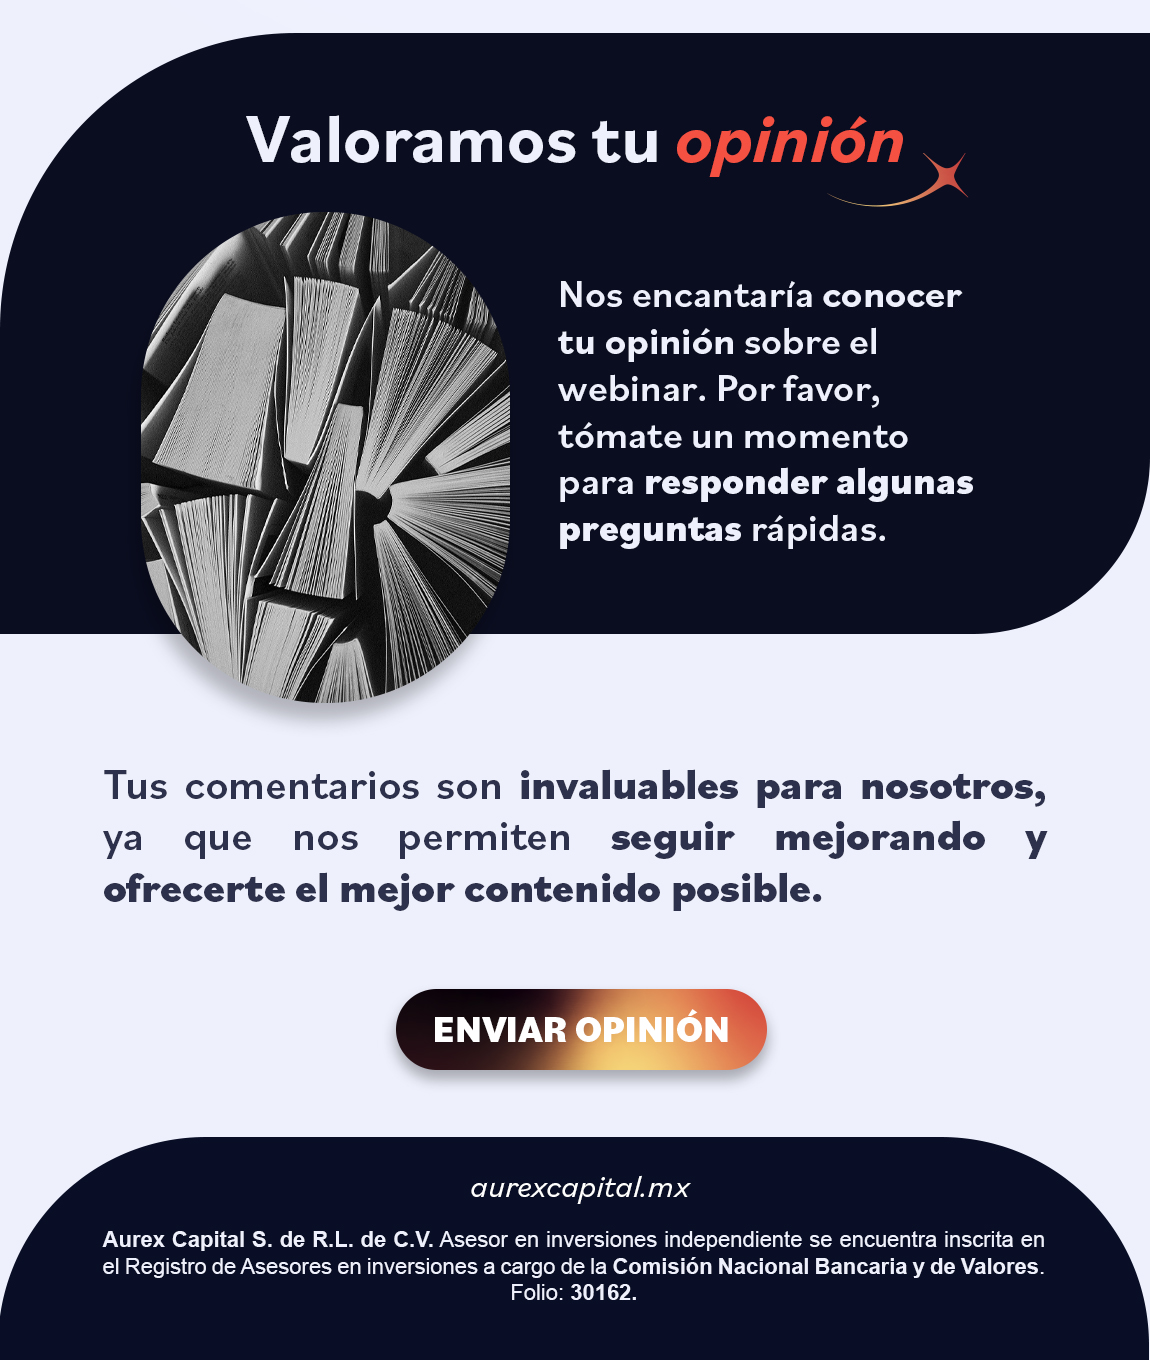 Valoramos tu opinión
Nos encantaría conocer
tu opinión sobre el
webinar. Por favor,
tómate un momento
para responder algunas
preguntas rápidas.
Tus comentarios son invaluables para nosotros,
ya que nos permiten seguir mejorando y
ofrecerte el mejor contenido posible.
ENVIAR OPINIÓN
aurexcapital.mx
Aurex Capital S. de R.L. de C.V. Asesor en inversiones independiente se encuentra inscrita en
el Registro de Asesores en inversiones a cargo de la Comisión Nacional Bancaria y de Valores.
Folio: 30162.